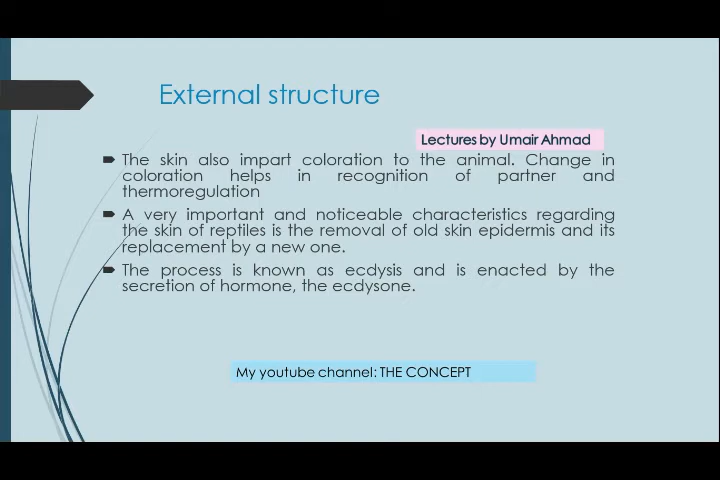 External structure
Lectures by Umair Ahmad
The skin also impart coloration to the animal. Change in
coloration helps in recognition of partner and
thermoregulation
A very important and noticeable characteristics regarding
the skin of reptiles is the removal of old skin epidermis and its
replacement by a new one.
The process is known as ecdysis and is enacted by the
secretion of hormone, the ecdysone.
My youtube channel: THE CONCEPT